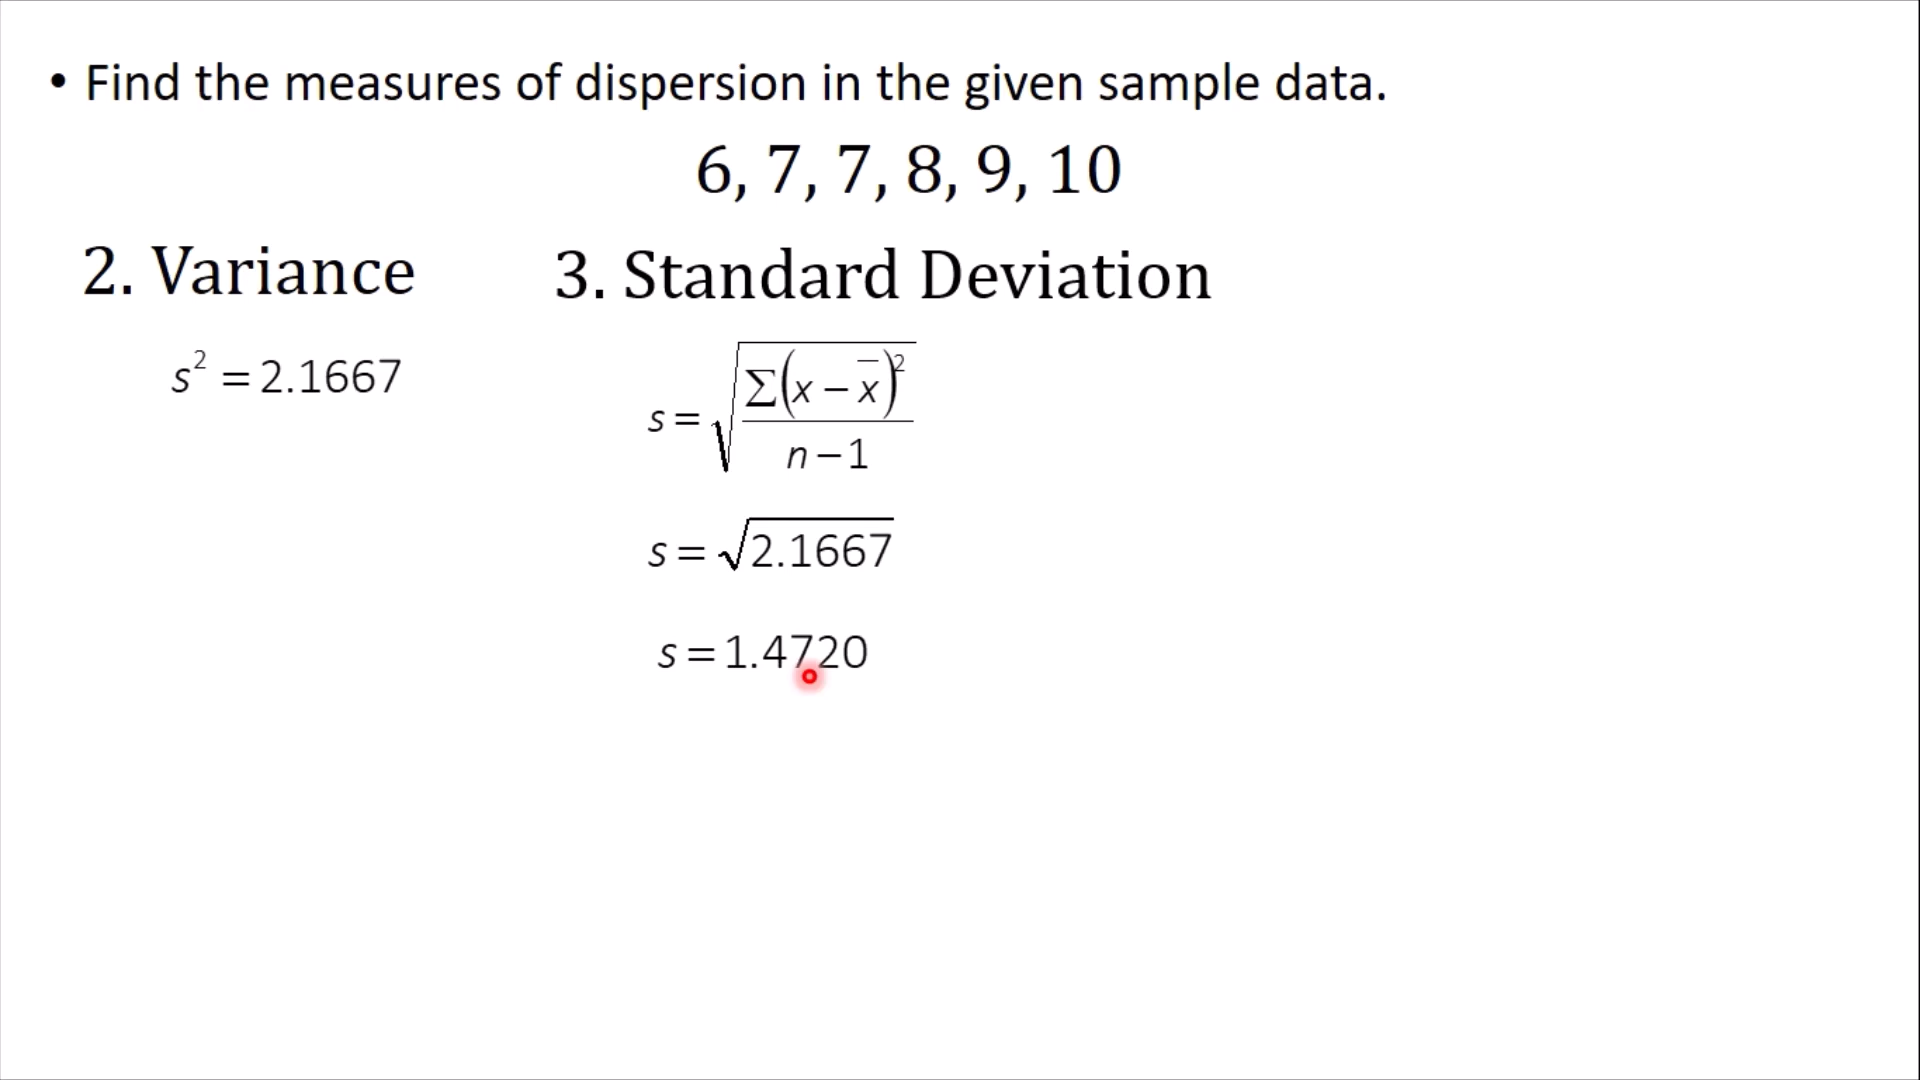 • Find the measures of dispersion in the given sample data.
6, 7, 7, 8, 9, 10
2. Variance
3. Standard Deviation
s² = 2.1667
s = √(Σ(x − x̄)² / (n − 1))
s = √2.1667
s = 1.4720